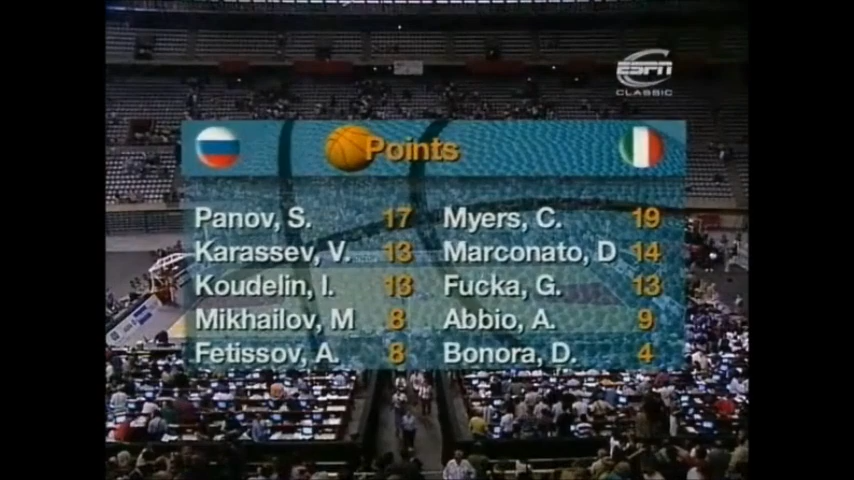 ESPN
CLASSIC
Points
Panov, S. 17 Myers, C. 19
Karassev, V. 13 Marconato, D 14
Koudelin, I. 13 Fucka, G. 13
Mikhailov, M 8 Abbio, A. 9
Fetissov, A. 8 Bonora, D. 4